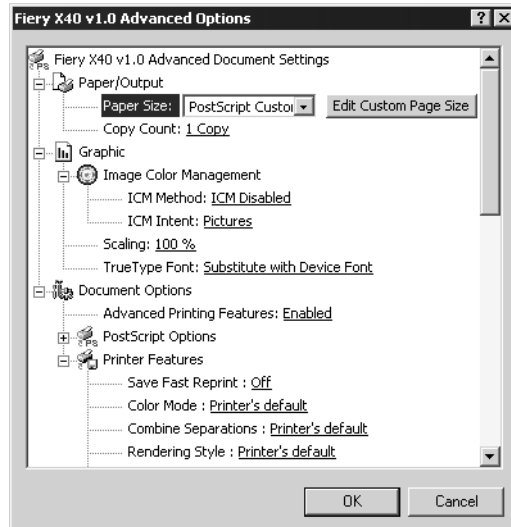 Fiery X40 v1.0 Advanced Options
Fiery X40 v1.0 Advanced Document Settings
Paper/Output
Paper Size: PostScript Custor Edit Custom Page Size
Copy Count: 1 Copy
Graphic
Image Color Management
ICM Method: ICM Disabled
ICM Intent: Pictures
Scaling: 100 %
TrueType Font: Substitute with Device Font
Document Options
Advanced Printing Features: Enabled
PostScript Options
Printer Features
Save Fast Reprint : Off
Color Mode : Printer's default
Combine Separations : Printer's default
Rendering Style : Printer's default
OK Cancel